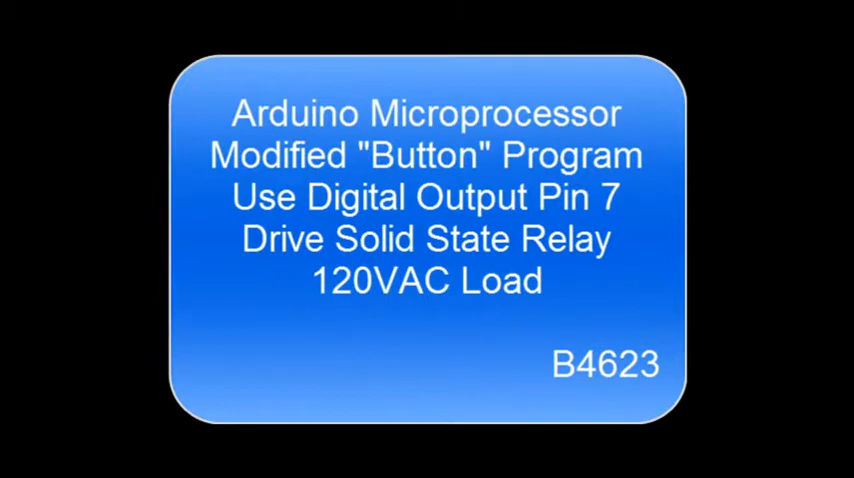 Arduino Microprocessor
Modified "Button" Program
Use Digital Output Pin 7
Drive Solid State Relay
120VAC Load
B4623